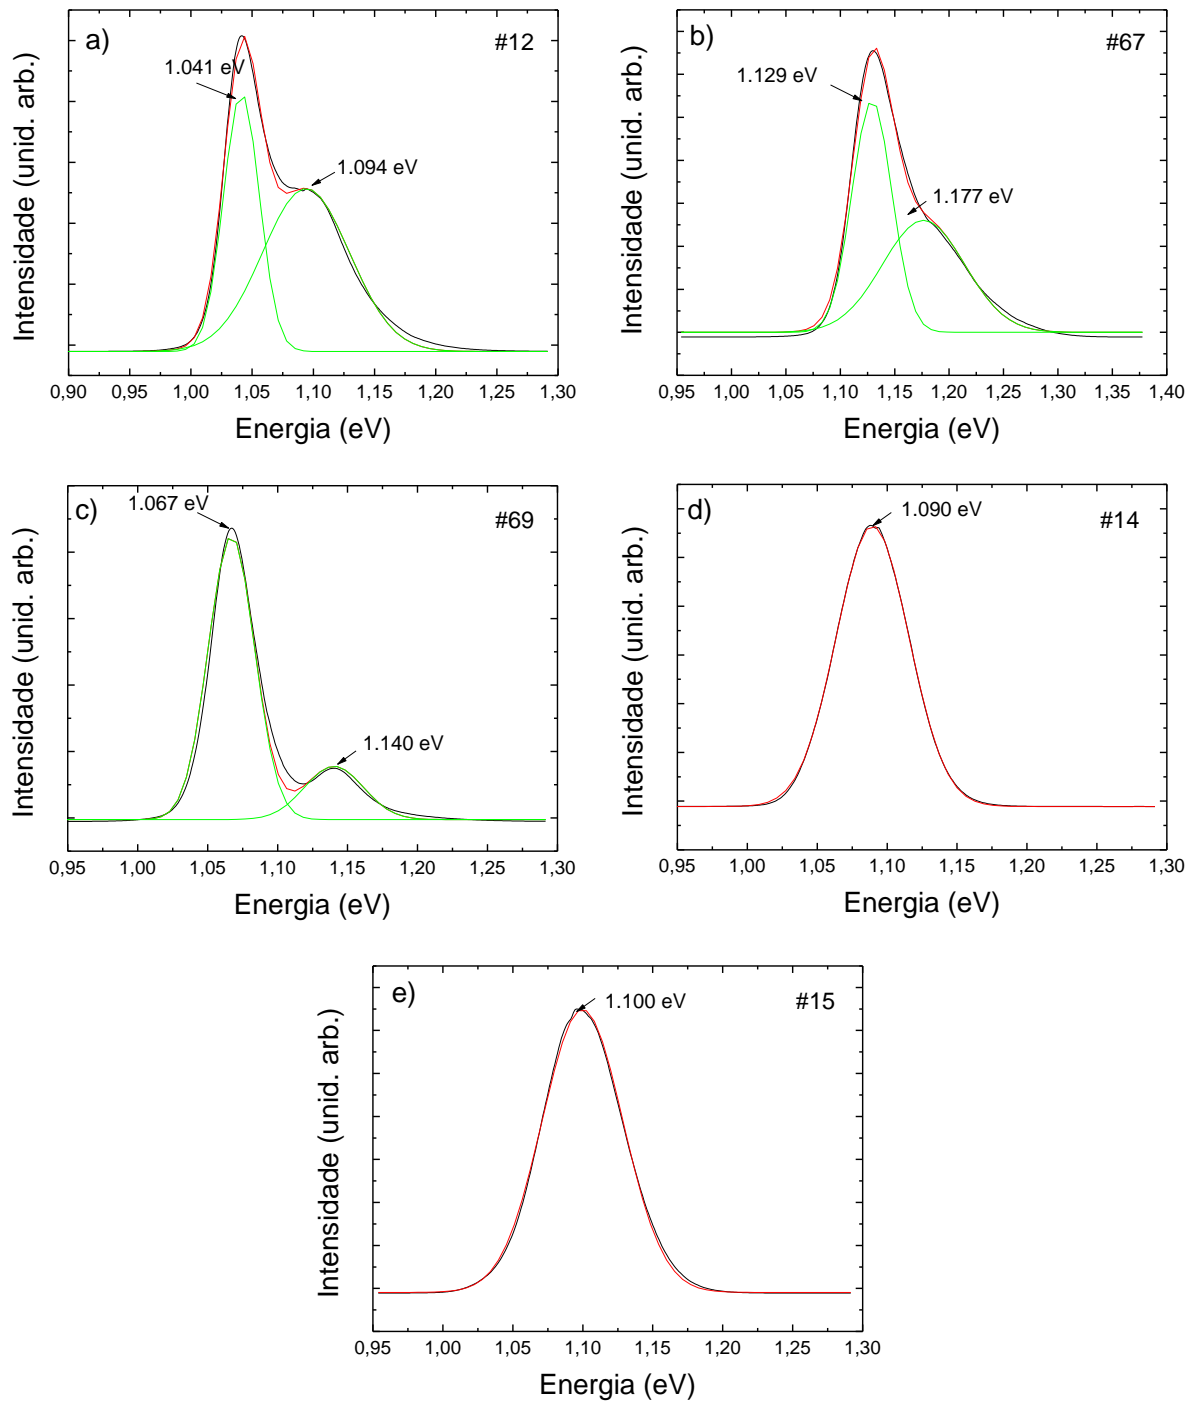 a)
#12
1.041 eV
1.094 eV
Intensidade (unid. arb.)
0,90 0,95 1,00 1,05 1,10 1,15 1,20 1,25 1,30
Energia (eV)
b)
#67
1.129 eV
1.177 eV
Intensidade (unid. arb.)
0,95 1,00 1,05 1,10 1,15 1,20 1,25 1,30 1,35 1,40
Energia (eV)
c)
#69
1.067 eV
1.140 eV
Intensidade (unid. arb.)
0,95 1,00 1,05 1,10 1,15 1,20 1,25 1,30
Energia (eV)
d)
#14
1.090 eV
Intensidade (unid. arb.)
0,95 1,00 1,05 1,10 1,15 1,20 1,25 1,30
Energia (eV)
e)
#15
1.100 eV
Intensidade (unid. arb.)
0,95 1,00 1,05 1,10 1,15 1,20 1,25 1,30
Energia (eV)